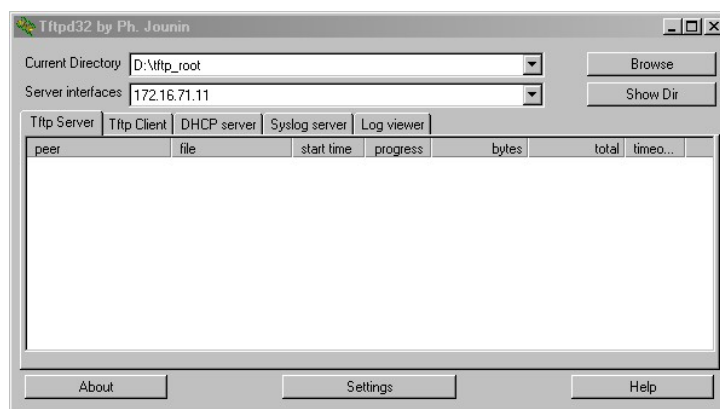 Tftpd32 by Ph. Jounin
Current Directory D:\tftp_root Browse
Server interfaces 172.16.71.11 Show Dir
Tftp Server Tftp Client DHCP server Syslog server Log viewer
peer file start time progress bytes total timeo...
About Settings Help